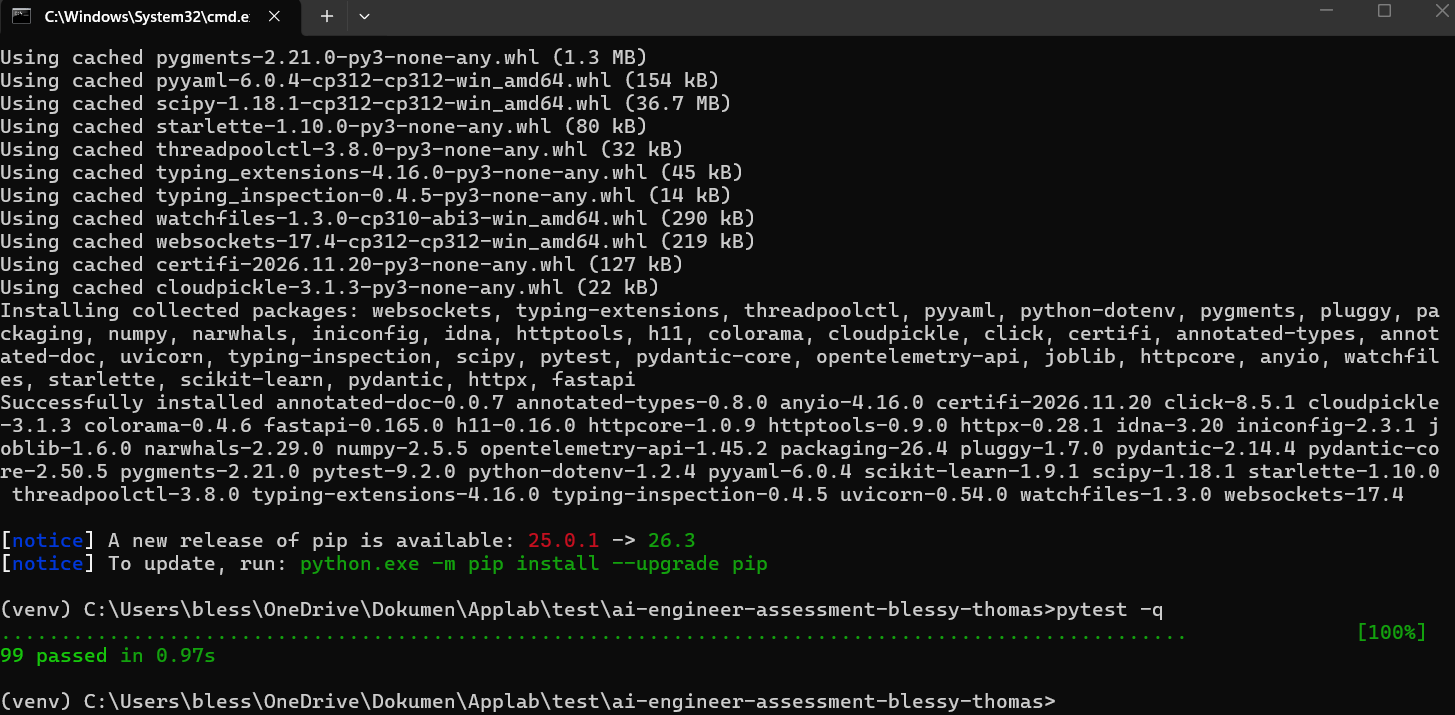 C:\Windows\System32\cmd.e
Using cached pygments-2.21.0-py3-none-any.whl (1.3 MB)
Using cached pyyaml-6.0.4-cp312-cp312-win_amd64.whl (154 kB)
Using cached scipy-1.18.1-cp312-cp312-win_amd64.whl (36.7 MB)
Using cached starlette-1.10.0-py3-none-any.whl (80 kB)
Using cached threadpoolctl-3.8.0-py3-none-any.whl (32 kB)
Using cached typing_extensions-4.16.0-py3-none-any.whl (45 kB)
Using cached typing_inspection-0.4.5-py3-none-any.whl (14 kB)
Using cached watchfiles-1.3.0-cp310-abi3-win_amd64.whl (290 kB)
Using cached websockets-17.4-cp312-cp312-win_amd64.whl (219 kB)
Using cached certifi-2026.11.20-py3-none-any.whl (127 kB)
Using cached cloudpickle-3.1.3-py3-none-any.whl (22 kB)
Installing collected packages: websockets, typing-extensions, threadpoolctl, pyyaml, python-dotenv, pygments, pluggy, pa
ckaging, numpy, narwhals, iniconfig, idna, httptools, h11, colorama, cloudpickle, click, certifi, annotated-types, annot
ated-doc, uvicorn, typing-inspection, scipy, pytest, pydantic-core, opentelemetry-api, joblib, httpcore, anyio, watchfil
es, starlette, scikit-learn, pydantic, httpx, fastapi
Successfully installed annotated-doc-0.0.7 annotated-types-0.8.0 anyio-4.16.0 certifi-2026.11.20 click-8.5.1 cloudpickle
-3.1.3 colorama-0.4.6 fastapi-0.165.0 h11-0.16.0 httpcore-1.0.9 httptools-0.9.0 httpx-0.28.1 idna-3.20 iniconfig-2.3.1 j
oblib-1.6.0 narwhals-2.29.0 numpy-2.5.5 opentelemetry-api-1.45.2 packaging-26.4 pluggy-1.7.0 pydantic-2.14.4 pydantic-co
re-2.50.5 pygments-2.21.0 pytest-9.2.0 python-dotenv-1.2.4 pyyaml-6.0.4 scikit-learn-1.9.1 scipy-1.18.1 starlette-1.10.0
 threadpoolctl-3.8.0 typing-extensions-4.16.0 typing-inspection-0.4.5 uvicorn-0.54.0 watchfiles-1.3.0 websockets-17.4
[notice] A new release of pip is available: 25.0.1 -> 26.3
[notice] To update, run: python.exe -m pip install --upgrade pip
(venv) C:\Users\bless\OneDrive\Dokumen\Applab\test\ai-engineer-assessment-blessy-thomas>pytest -q
................................................................................................... [100%]
99 passed in 0.97s
(venv) C:\Users\bless\OneDrive\Dokumen\Applab\test\ai-engineer-assessment-blessy-thomas>